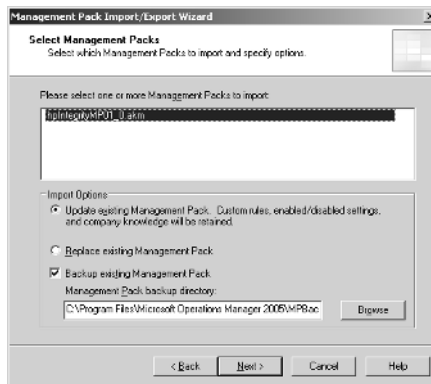 Management Pack Import/Export Wizard
Select Management Packs
Select which Management Packs to import and specify options.
Please select one or more Management Packs to import:
hpIntegrityMP01_0.akm
Import Options
Update existing Management Pack. Custom rules, enabled/disabled settings,
and company knowledge will be retained.
Replace existing Management Pack
Backup existing Management Pack
Management Pack backup directory:
C:\Program Files\Microsoft Operations Manager 2005\MPBac
Browse
< Back
Next >
Cancel
Help